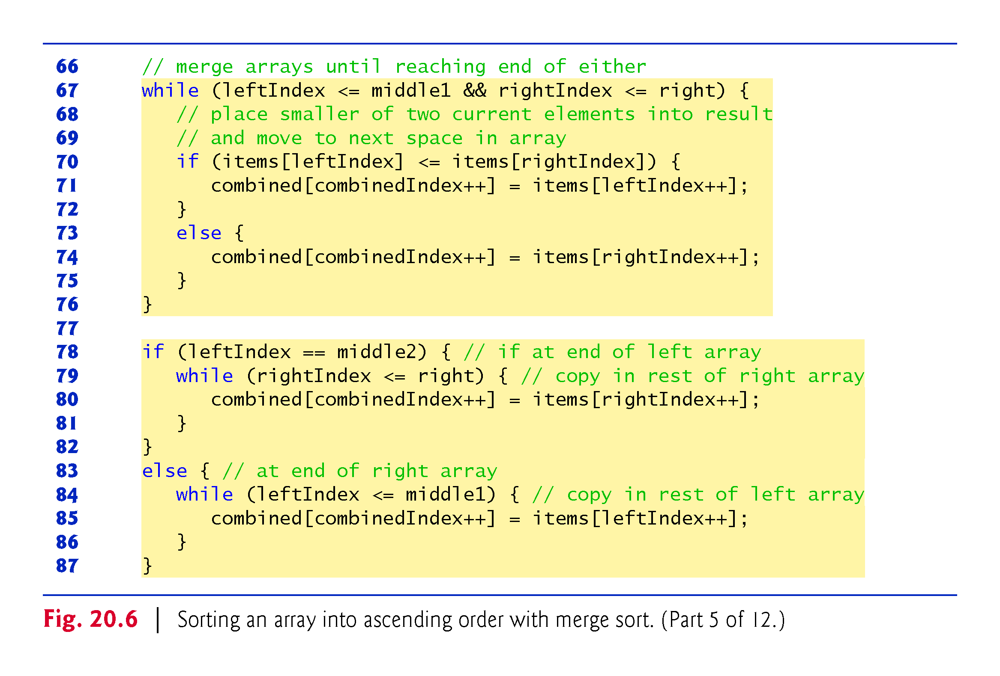 66 // merge arrays until reaching end of either
67 while (leftIndex <= middle1 && rightIndex <= right) {
68    // place smaller of two current elements into result
69    // and move to next space in array
70    if (items[leftIndex] <= items[rightIndex]) {
71       combined[combinedIndex++] = items[leftIndex++];
72    }
73    else {
74       combined[combinedIndex++] = items[rightIndex++];
75    }
76 }
77
78 if (leftIndex == middle2) { // if at end of left array
79    while (rightIndex <= right) { // copy in rest of right array
80       combined[combinedIndex++] = items[rightIndex++];
81    }
82 }
83 else { // at end of right array
84    while (leftIndex <= middle1) { // copy in rest of left array
85       combined[combinedIndex++] = items[leftIndex++];
86    }
87 }
Fig. 20.6 | Sorting an array into ascending order with merge sort. (Part 5 of 12.)